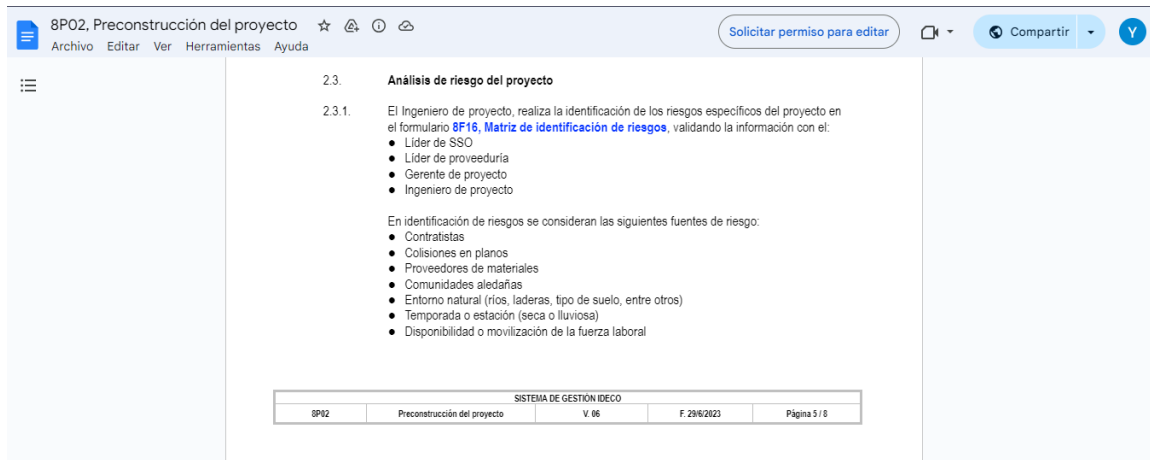 8P02, Preconstrucción del proyecto
Archivo Editar Ver Herramientas Ayuda
Solicitar permiso para editar
Compartir
Y
2.3. Análisis de riesgo del proyecto
2.3.1. El Ingeniero de proyecto, realiza la identificación de los riesgos específicos del proyecto en
el formulario 8F16, Matriz de identificación de riesgos, validando la información con el:
● Líder de SSO
● Líder de proveeduría
● Gerente de proyecto
● Ingeniero de proyecto
En identificación de riesgos se consideran las siguientes fuentes de riesgo:
● Contratistas
● Colisiones en planos
● Proveedores de materiales
● Comunidades aledañas
● Entorno natural (ríos, laderas, tipo de suelo, entre otros)
● Temporada o estación (seca o lluviosa)
● Disponibilidad o movilización de la fuerza laboral
SISTEMA DE GESTIÓN IDECO
8P02 Preconstrucción del proyecto V. 06 F. 29/6/2023 Página 5 / 8